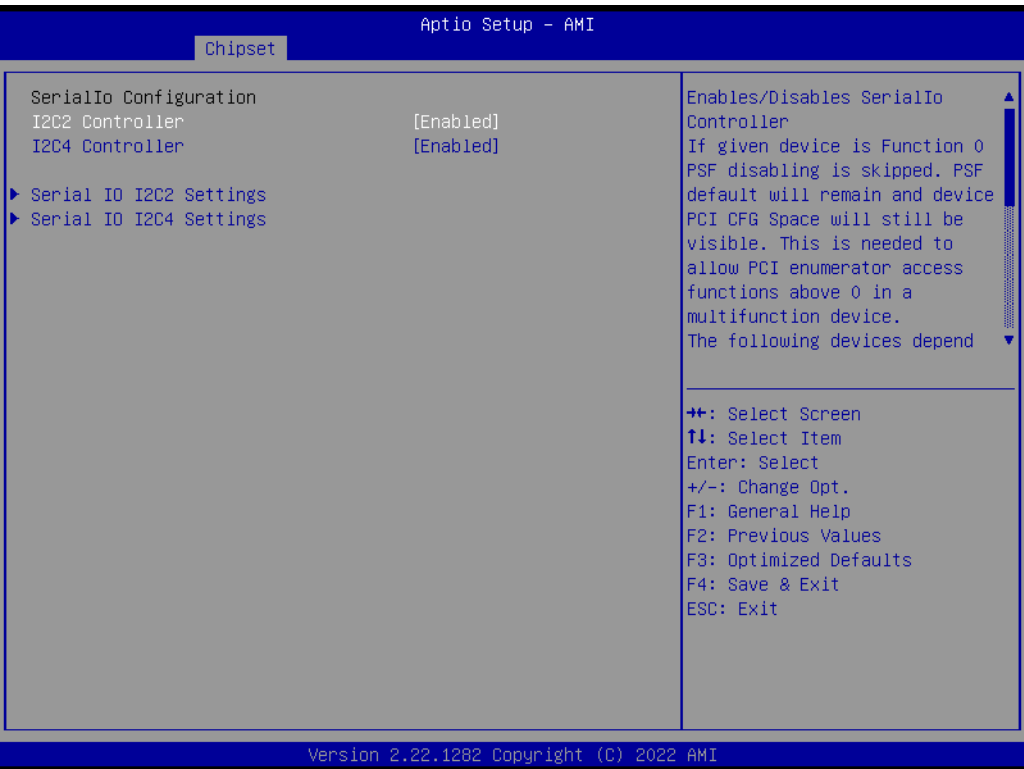 Aptio Setup – AMI
Chipset
SerialIo Configuration
I2C2 Controller [Enabled]
I2C4 Controller [Enabled]
Serial IO I2C2 Settings
Serial IO I2C4 Settings
Enables/Disables SerialIo
Controller
If given device is Function 0
PSF disabling is skipped. PSF
default will remain and device
PCI CFG Space will still be
visible. This is needed to
allow PCI enumerator access
functions above 0 in a
multifunction device.
The following devices depend
→←: Select Screen
↑↓: Select Item
Enter: Select
+/-: Change Opt.
F1: General Help
F2: Previous Values
F3: Optimized Defaults
F4: Save & Exit
ESC: Exit
Version 2.22.1282 Copyright (C) 2022 AMI